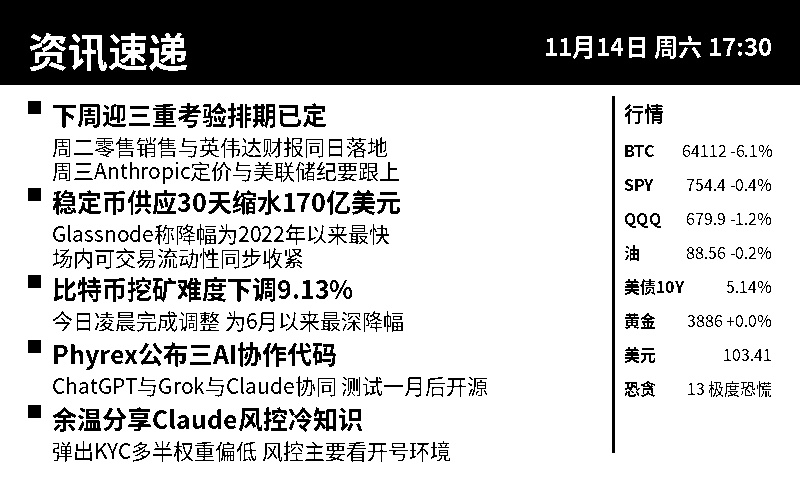 资讯速递
11月14日 周六 17:30
下周迎三重考验排期已定
周二零售销售与英伟达财报同日落地
周三Anthropic定价与美联储纪要跟上
稳定币供应30天缩水170亿美元
Glassnode称降幅为2022年以来最快
场内可交易流动性同步收紧
比特币挖矿难度下调9.13%
今日凌晨完成调整 为6月以来最深降幅
Phyrex公布三AI协作代码
ChatGPT与Grok与Claude协同 测试一月后开源
余温分享Claude风控冷知识
弹出KYC多半权重偏低 风控主要看开号环境
行情
BTC 64112 -6.1%
SPY 754.4 -0.4%
QQQ 679.9 -1.2%
油 88.56 -0.2%
美债10Y 5.14%
黄金 3886 +0.0%
美元 103.41
恐贪 13 极度恐慌